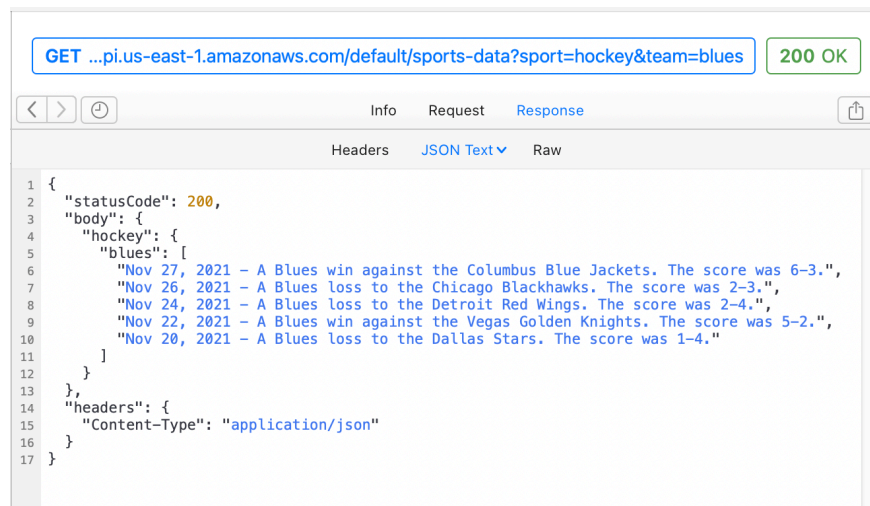 GET ...pi.us-east-1.amazonaws.com/default/sports-data?sport=hockey&team=blues 200 OK
Info Request Response
Headers JSON Text Raw
1 {
2 "statusCode": 200,
3 "body": {
4 "hockey": {
5 "blues": [
6 "Nov 27, 2021 – A Blues win against the Columbus Blue Jackets. The score was 6–3.",
7 "Nov 26, 2021 – A Blues loss to the Chicago Blackhawks. The score was 2–3.",
8 "Nov 24, 2021 – A Blues loss to the Detroit Red Wings. The score was 2–4.",
9 "Nov 22, 2021 – A Blues win against the Vegas Golden Knights. The score was 5–2.",
10 "Nov 20, 2021 – A Blues loss to the Dallas Stars. The score was 1–4."
11 ]
12 }
13 },
14 "headers": {
15 "Content–Type": "application/json"
16 }
17 }